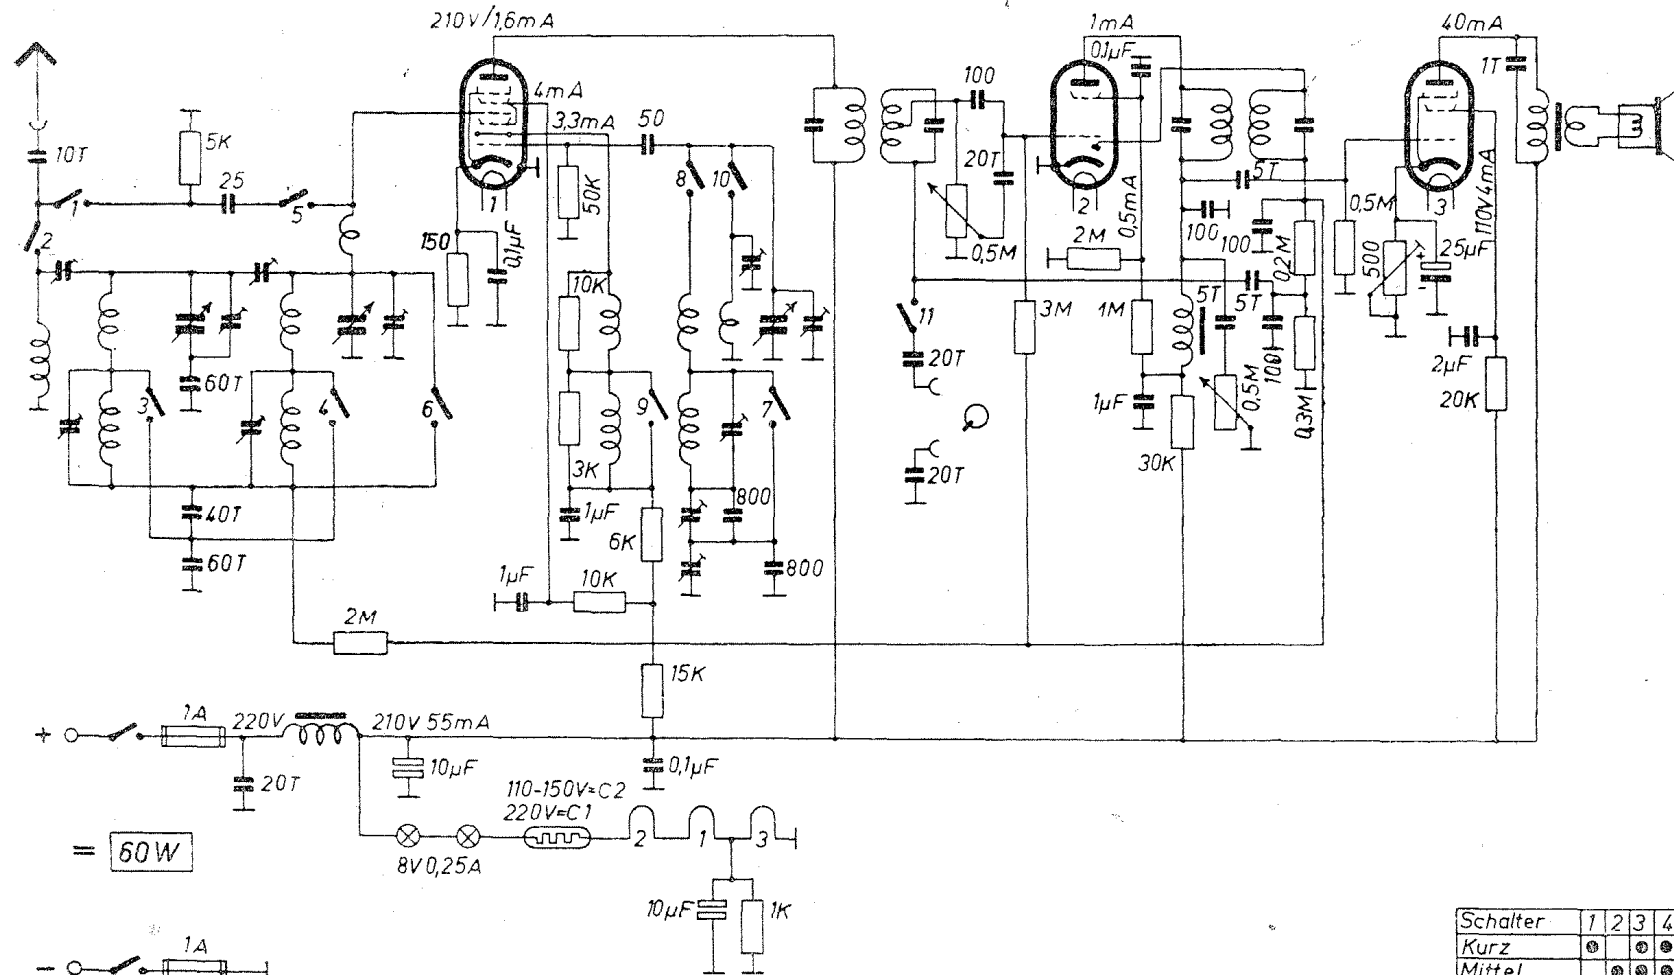 210V/1,6mA
1mA
40mA
0,1µF
1T
4mA
100
3,3mA
50
5K
10T
25
20T
5T
8
10
1
5
50K
1
2
0,5mA
3
110V 4mA
2
150
0,1µF
0,5M
2M
100
100
0,2M
0,5M
500
+
25µF
-
10K
11
3M
1M
5T
5T
60T
20T
100
2µF
3
4
6
9
7
1µF
0,5M
0,3M
20K
3K
20T
30K
40T
1µF
800
6K
60T
1µF
10K
800
2M
15K
+
1A
220V
210V 55mA
20T
10µF
0,1µF
110-150V=C2
220V=C1
2
1
3
= 60W
8V 0,25A
10µF
1K
- 1A
Schalter 1 2 3 4
Kurz
Mittel